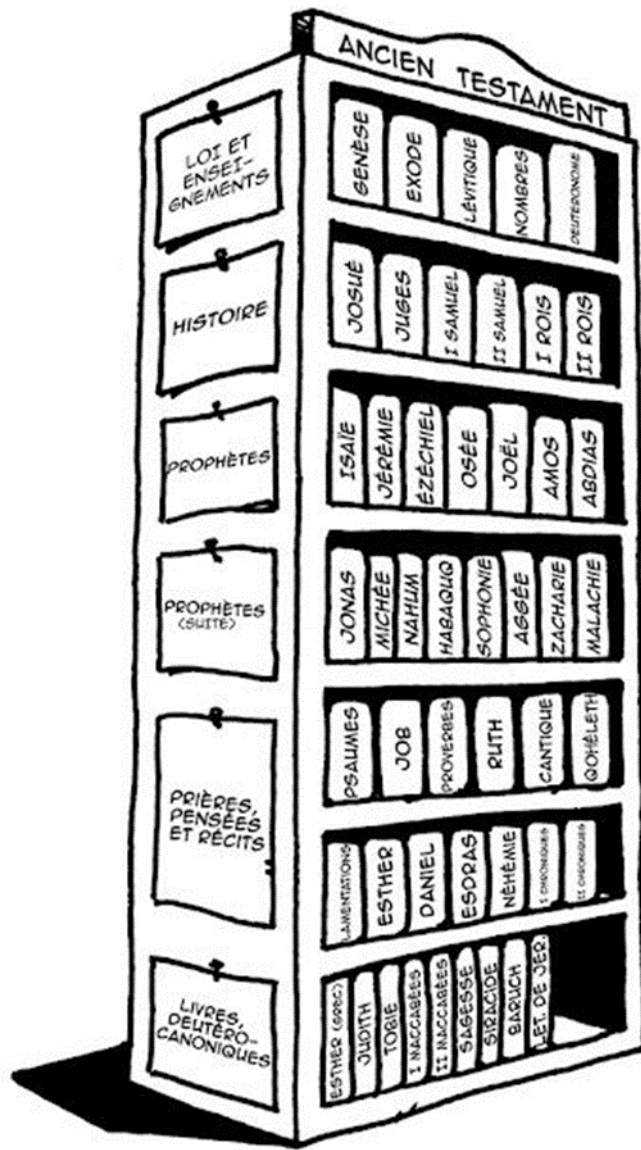 ANCIEN TESTAMENT
LOI ET
ENSEI-
GNEMENTS
GENÈSE
EXODE
LÉVITIQUE
NOMBRES
DEUTÉRONOME
HISTOIRE
JOSUÉ
JUGES
I SAMUEL
II SAMUEL
I ROIS
II ROIS
PROPHÈTES
ISAÏE
JÉRÉMIE
ÉZÉCHIEL
OSÉE
JOËL
AMOS
ABDIAS
PROPHÈTES
(SUITE)
JONAS
MICHÉE
NAHUM
HABAQUQ
SOPHONIE
AGGÉE
ZACHARIE
MALACHIE
PRIÈRES,
PENSÉES
ET RÉCITS
PSAUMES
JOB
PROVERBES
RUTH
CANTIQUE
QOHÉLETH
LAMENTATIONS
ESTHER
DANIEL
ESDRAS
NÉHÉMIE
I CHRONIQUES
II CHRONIQUES
LIVRES,
DEUTÉRO-
CANONIQUES
ESTHER (GREC)
JUDITH
TOBIE
I MACCABÉES
II MACCABÉES
SAGESSE
SIRACIDE
BARUCH
LET. DE JÉR.